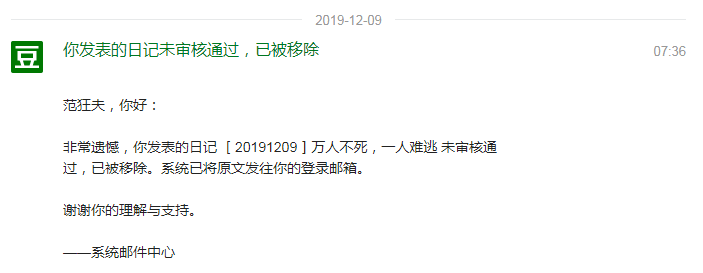 2019-12-09
豆
你发表的日记未审核通过，已被移除
07:36
范狂夫，你好：
非常遗憾，你发表的日记 [ 20191209 ] 万人不死，一人难逃 未审核通
过，已被移除。系统已将原文发往你的登录邮箱。
谢谢你的理解与支持。
——系统邮件中心